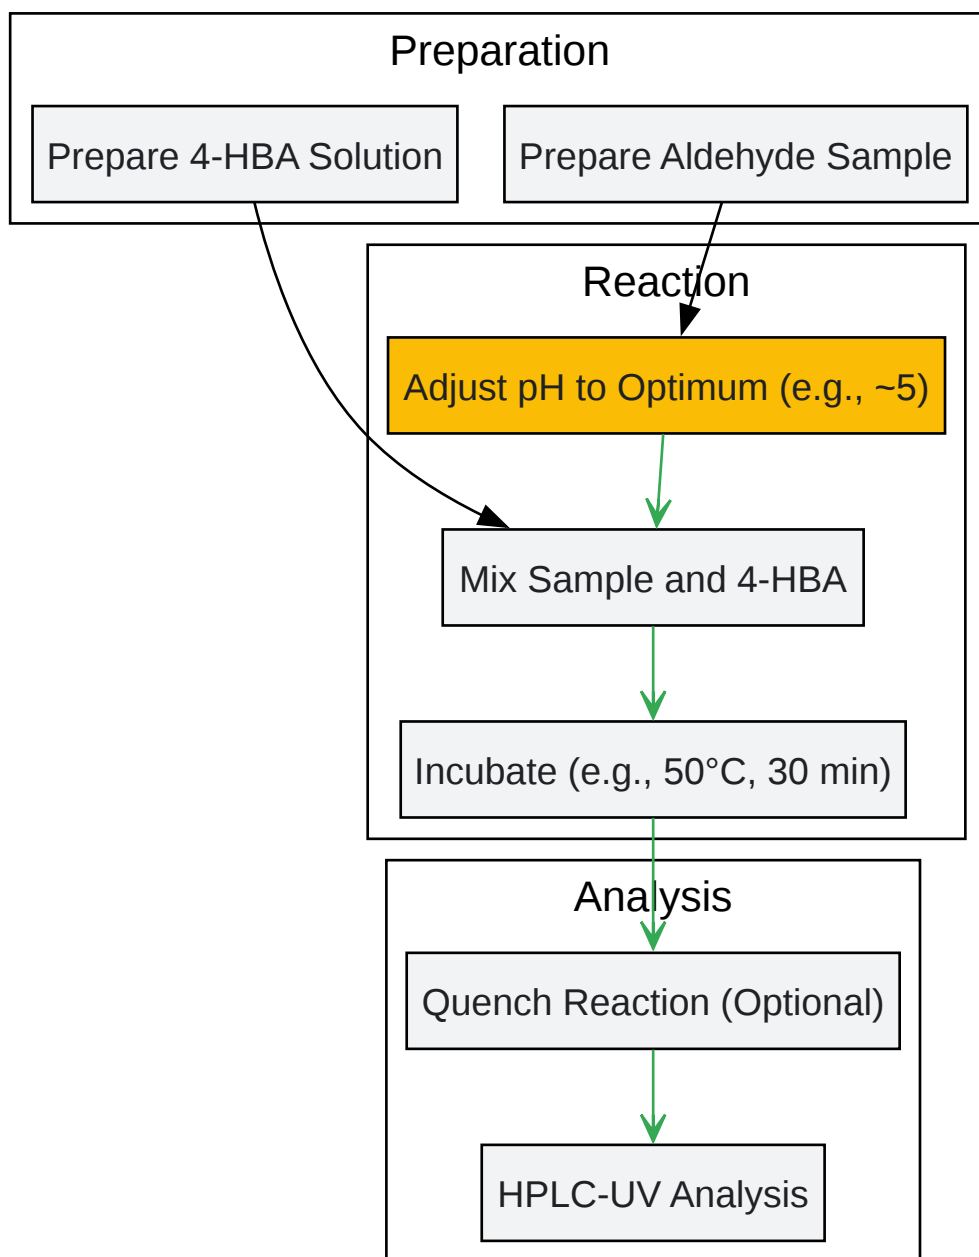 Preparation
Prepare 4-HBA Solution
Prepare Aldehyde Sample
Reaction
Adjust pH to Optimum (e.g., ~5)
Mix Sample and 4-HBA
Incubate (e.g., 50°C, 30 min)
Analysis
Quench Reaction (Optional)
HPLC-UV Analysis